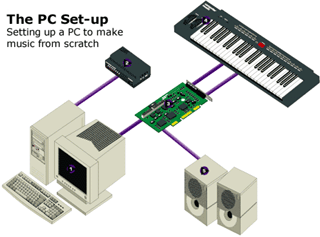 The PC Set-up
Setting up a PC to make
music from scratch